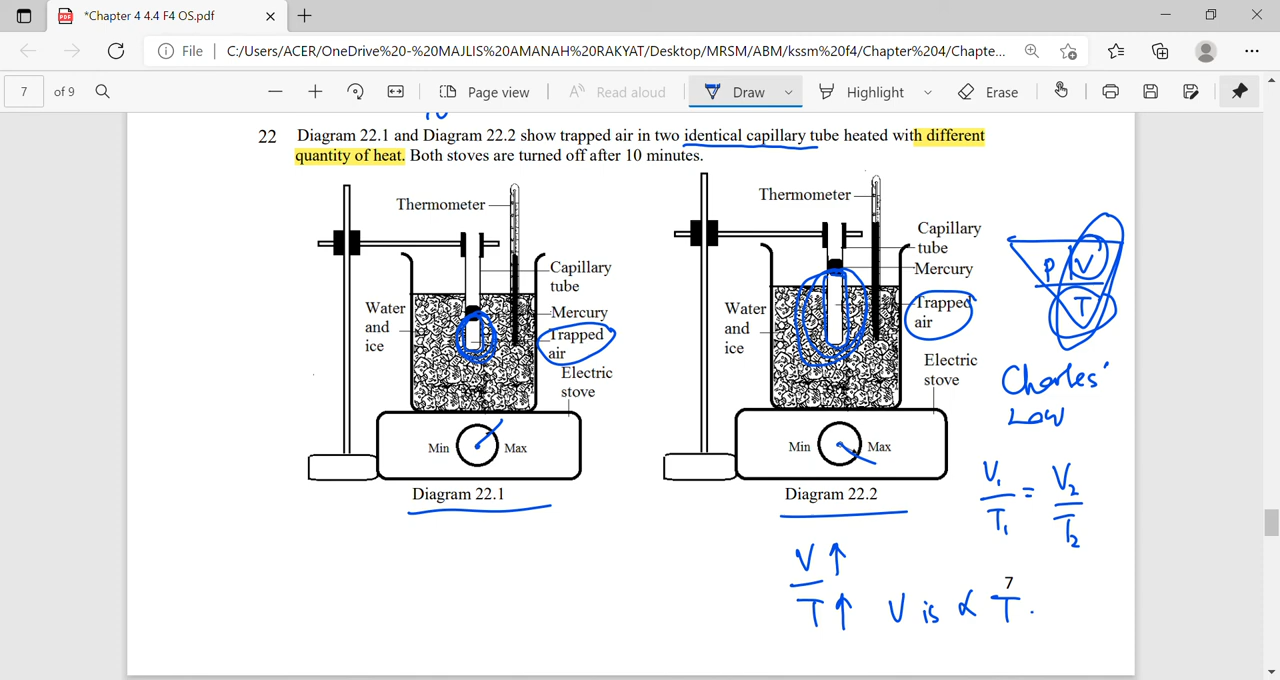 *Chapter 4 4.4 F4 OS.pdf
File
C:/Users/ACER/OneDrive%20-%20MAJLIS%20AMANAH%20RAKYAT/Desktop/MRSM/ABM/kssm%20f4/Chapter%204/Chapte...
7 of 9
Page view
Read aloud
Draw
Highlight
Erase
22 Diagram 22.1 and Diagram 22.2 show trapped air in two identical capillary tube heated with different
quantity of heat. Both stoves are turned off after 10 minutes.
Thermometer
Capillary
tube
Water
and
ice
Mercury
Trapped
air
Electric
stove
Min
Max
Diagram 22.1
Thermometer
Capillary
tube
Mercury
Water
and
ice
Trapped
air
Electric
stove
Min
Max
Diagram 22.2
P V
T
Charles'
Law
V₁/T₁ = V₂/T₂
V↑
T↑
V is ∝ T.
7